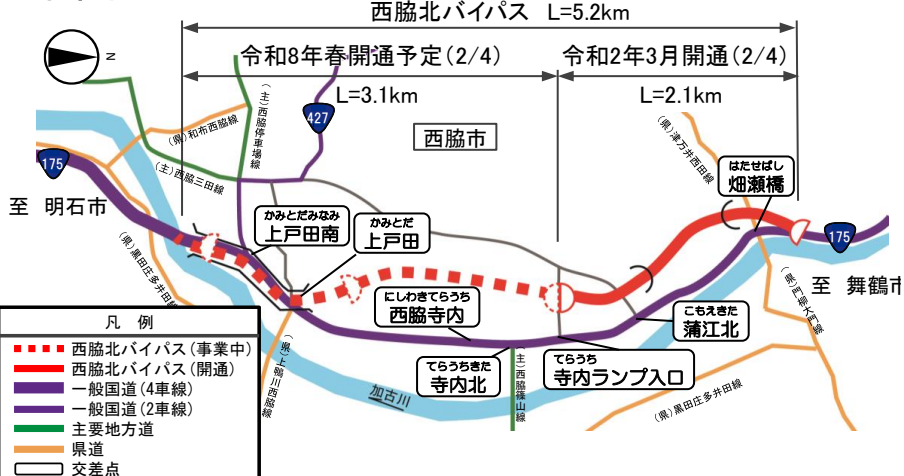 西脇北バイパス L=5.2km
令和8年春開通予定(2/4)
令和2年3月開通(2/4)
L=3.1km
L=2.1km
N
427
西脇市
(主)西脇停車場線
(県)和布西脇線
(主)西脇三田線
(県)津万井西田線
175
至 明石市
はたせばし
畑瀬橋
かみとだみなみ
上戸田南
かみとだ
上戸田
175
至 舞鶴市
(県)黒田庄多井田線
(県)門柳大門線
にしわきてらうち
西脇寺内
こもえきた
蒲江北
てらうちきた
寺内北
てらうち
寺内ランプ入口
(県)上鴨川西脇線
加古川
(主)西脇篠山線
(県)黒田庄多井田線
凡 例
西脇北バイパス(事業中)
西脇北バイパス(開通)
一般国道(4車線)
一般国道(2車線)
主要地方道
県道
交差点